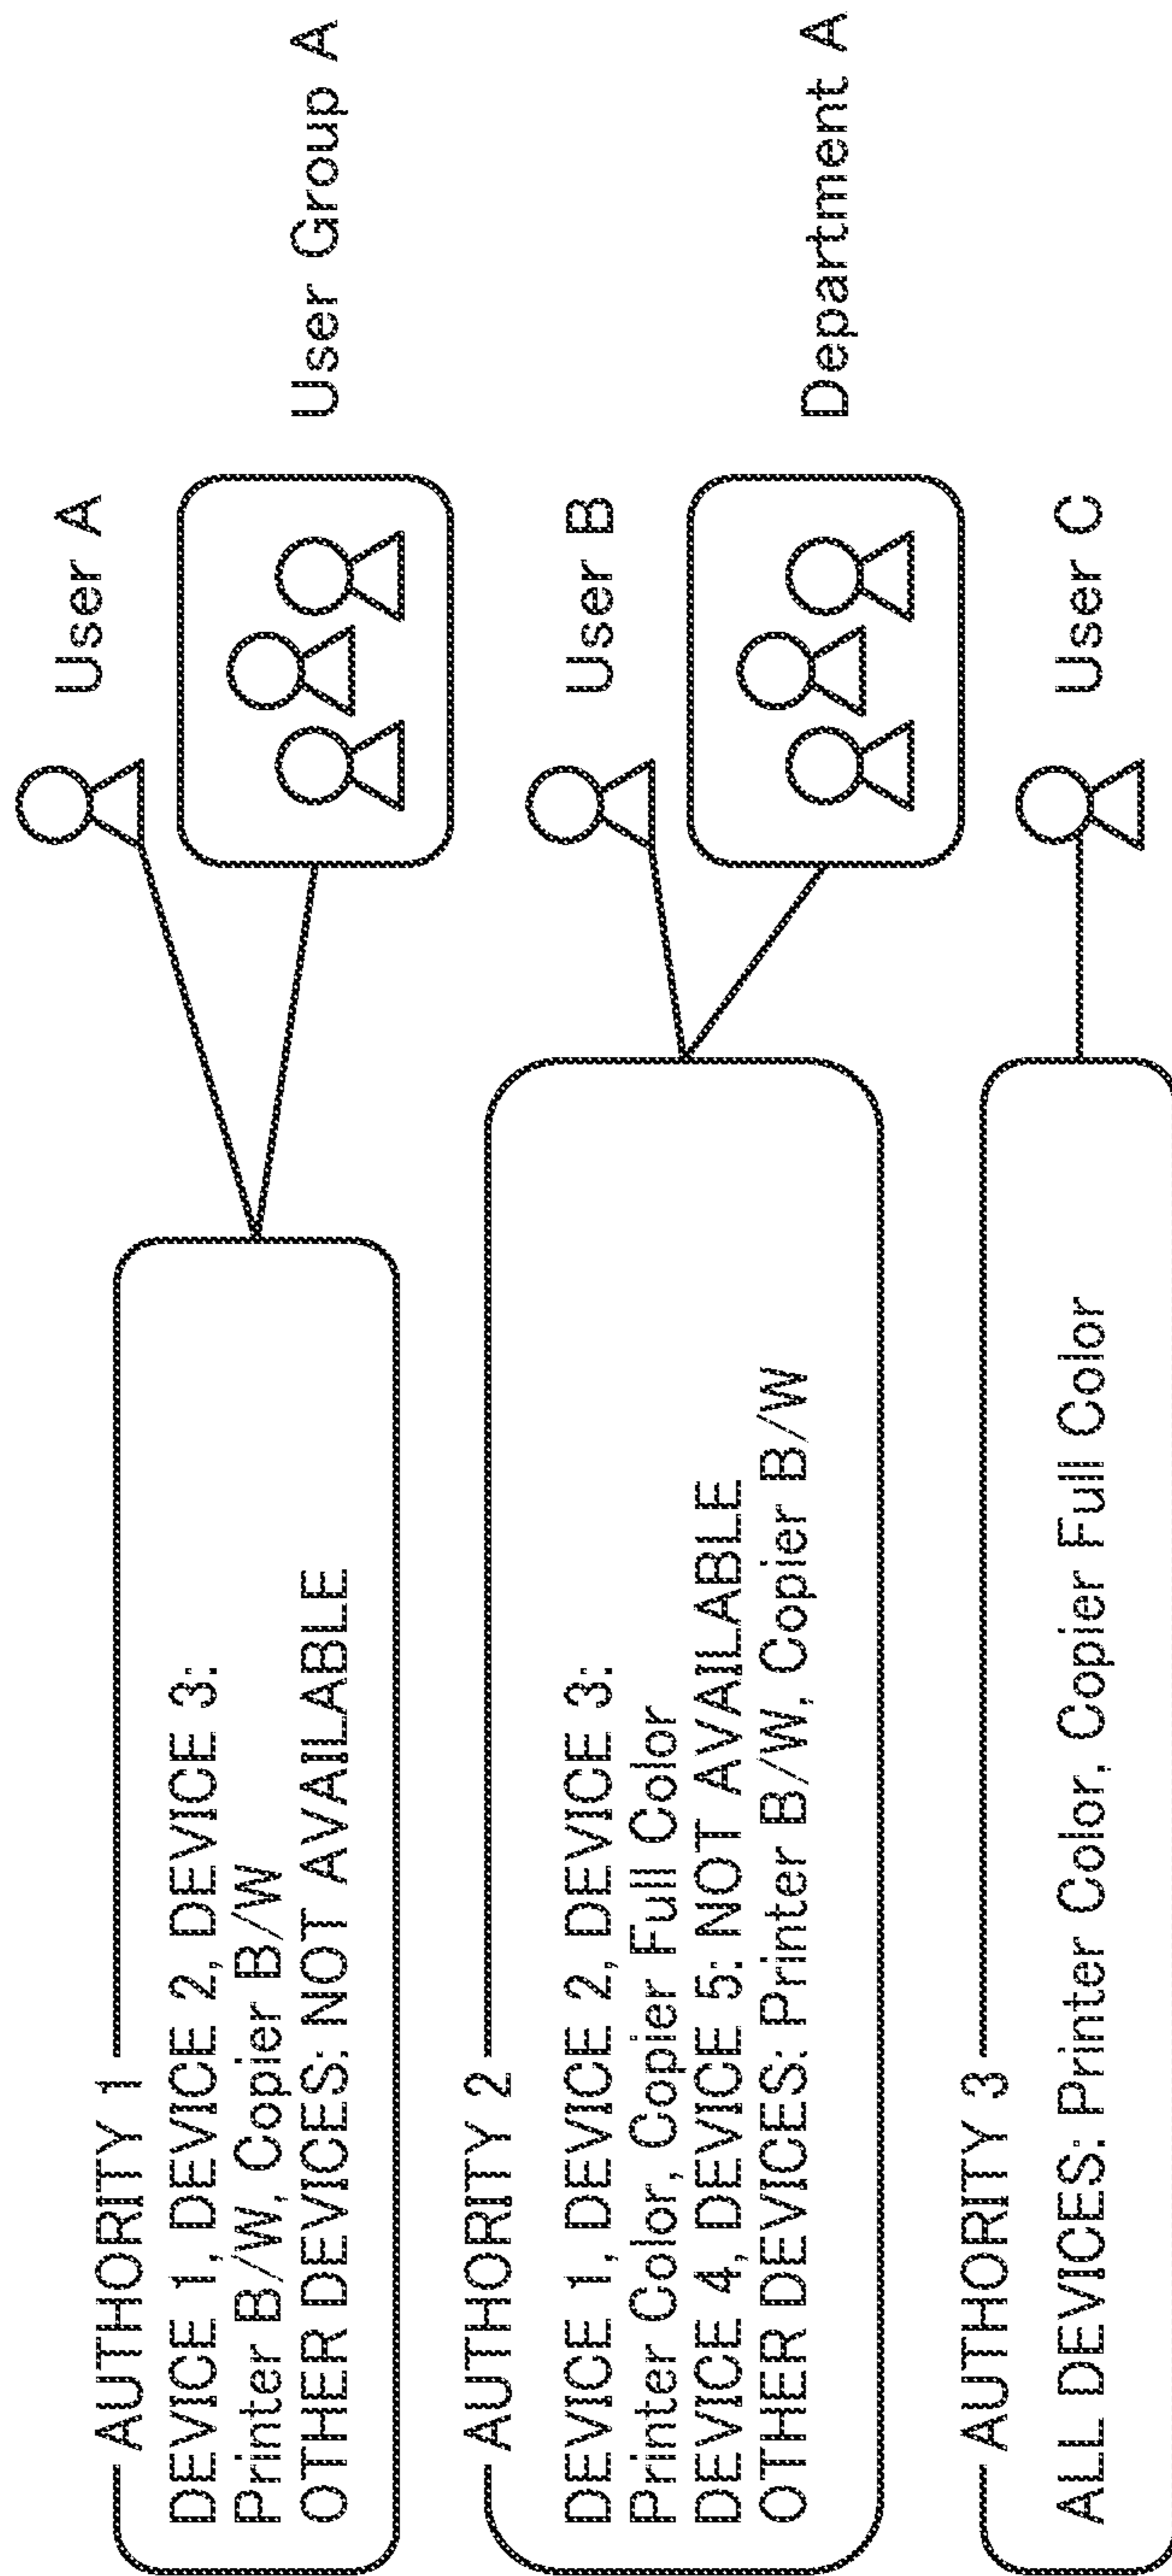 AUTHORITY 1
DEVICE 1, DEVICE 2, DEVICE 3:
Printer B/W, Copier B/W
OTHER DEVICES: NOT AVAILABLE
User A
User Group A
AUTHORITY 2
DEVICE 1, DEVICE 2, DEVICE 3:
Printer Color, Copier Full Color
DEVICE 4, DEVICE 5: NOT AVAILABLE
OTHER DEVICES: Printer B/W, Copier B/W
User B
Department A
AUTHORITY 3
ALL DEVICES: Printer Color, Copier Full Color
User C